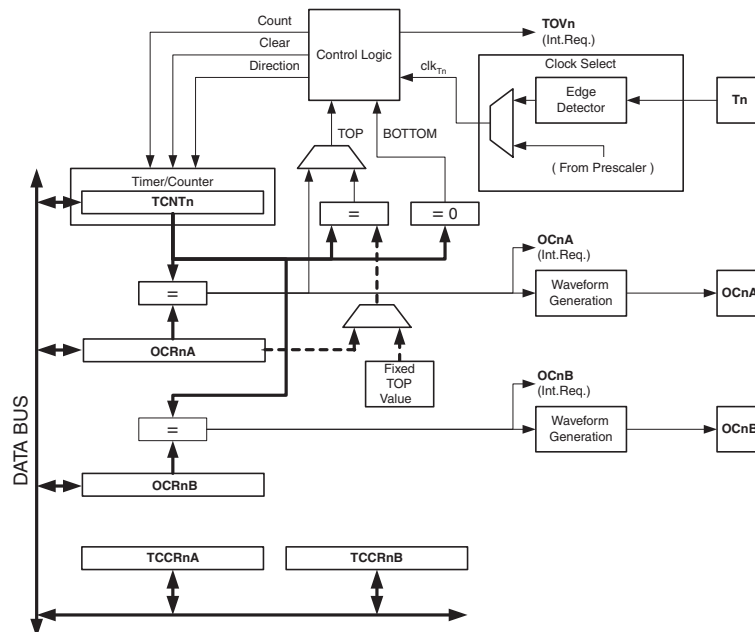 Count
Clear
Direction
Control Logic
TOVn
(Int.Req.)
clkTn
Clock Select
Edge
Detector
Tn
( From Prescaler )
TOP
BOTTOM
Timer/Counter
TCNTn
=
= 0
OCnA
(Int.Req.)
=
Waveform
Generation
OCnA
OCRnA
Fixed
TOP
Value
OCnB
(Int.Req.)
=
Waveform
Generation
OCnB
OCRnB
DATA BUS
TCCRnA
TCCRnB